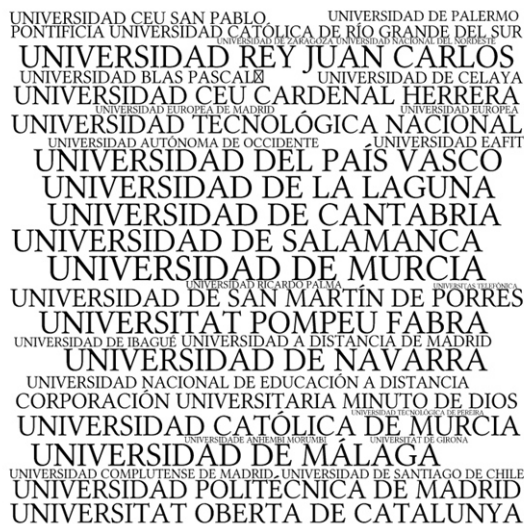 UNIVERSIDAD CEU SAN PABLO
UNIVERSIDAD DE PALERMO
PONTIFICIA UNIVERSIDAD CATÓLICA DE RÍO GRANDE DEL SUR
UNIVERSIDAD DE ZARAGOZA UNIVERSIDAD NACIONAL DEL NORDESTE
UNIVERSIDAD REY JUAN CARLOS
UNIVERSIDAD BLAS PASCAL
UNIVERSIDAD DE CELAYA
UNIVERSIDAD CEU CARDENAL HERRERA
UNIVERSIDAD EUROPEA DE MADRID
UNIVERSIDAD EUROPEA
UNIVERSIDAD TECNOLÓGICA NACIONAL
UNIVERSIDAD AUTÓNOMA DE OCCIDENTE
UNIVERSIDAD EAFIT
UNIVERSIDAD DEL PAÍS VASCO
UNIVERSIDAD DE LA LAGUNA
UNIVERSIDAD DE CANTABRIA
UNIVERSIDAD DE SALAMANCA
UNIVERSIDAD DE MURCIA
UNIVERSIDAD RICARDO PALMA
UNIVERSITAS TELEFÓNICA
UNIVERSIDAD DE SAN MARTÍN DE PORRES
UNIVERSITAT POMPEU FABRA
UNIVERSIDAD DE IBAGUÉ UNIVERSIDAD A DISTANCIA DE MADRID
UNIVERSIDAD DE NAVARRA
UNIVERSIDAD NACIONAL DE EDUCACIÓN A DISTANCIA
CORPORACIÓN UNIVERSITARIA MINUTO DE DIOS
UNIVERSIDAD TECNOLÓGICA DE PEREIRA
UNIVERSIDAD CATÓLICA DE MURCIA
UNIVERSIDADE ANHEMBI MORUMBI
UNIVERSITAT DE GIRONA
UNIVERSIDAD DE MÁLAGA
UNIVERSIDAD COMPLUTENSE DE MADRID UNIVERSIDAD DE SANTIAGO DE CHILE
UNIVERSIDAD POLITÉCNICA DE MADRID
UNIVERSITAT OBERTA DE CATALUNYA